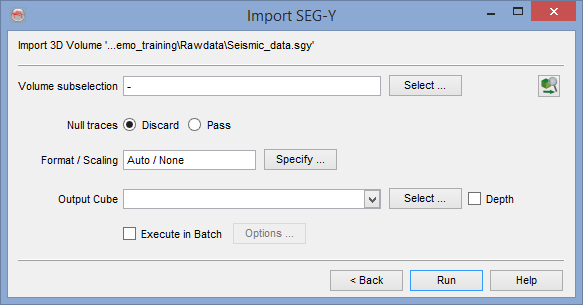 Import SEG-Y
Import 3D Volume '...emo_training\Rawdata\Seismic_data.sgy'
Volume subselection - Select ...
Null traces Discard Pass
Format / Scaling Auto / None Specify ...
Output Cube Select ... Depth
Execute in Batch Options ...
< Back Run Help